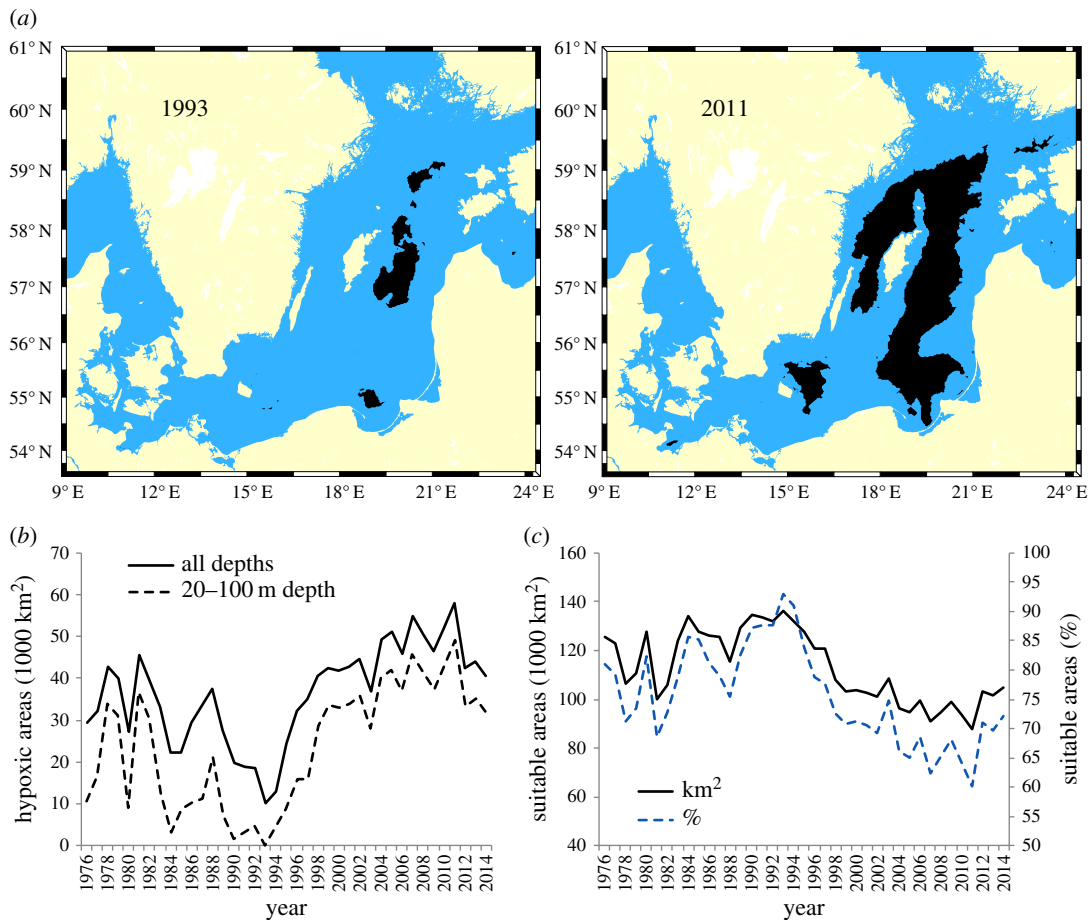 (a)
61° N
60° N
59° N
58° N
57° N
56° N
55° N
54° N
9° E 12° E 15° E 18° E 21° E 24° E
1993
61° N
60° N
59° N
58° N
57° N
56° N
55° N
54° N
9° E 12° E 15° E 18° E 21° E 24° E
2011
(b)
hypoxic areas (1000 km²)
70
60
50
40
30
20
10
0
all depths
20–100 m depth
1976 1978 1980 1982 1984 1986 1988 1990 1992 1994 1996 1998 2000 2002 2004 2006 2008 2010 2012 2014
year
(c)
suitable areas (1000 km²)
160
140
120
100
80
60
40
km²
%
100
95
90
85
80
75
70
65
60
55
50
suitable areas (%)
1976 1978 1980 1982 1984 1986 1988 1990 1992 1994 1996 1998 2000 2002 2004 2006 2008 2010 2012 2014
year